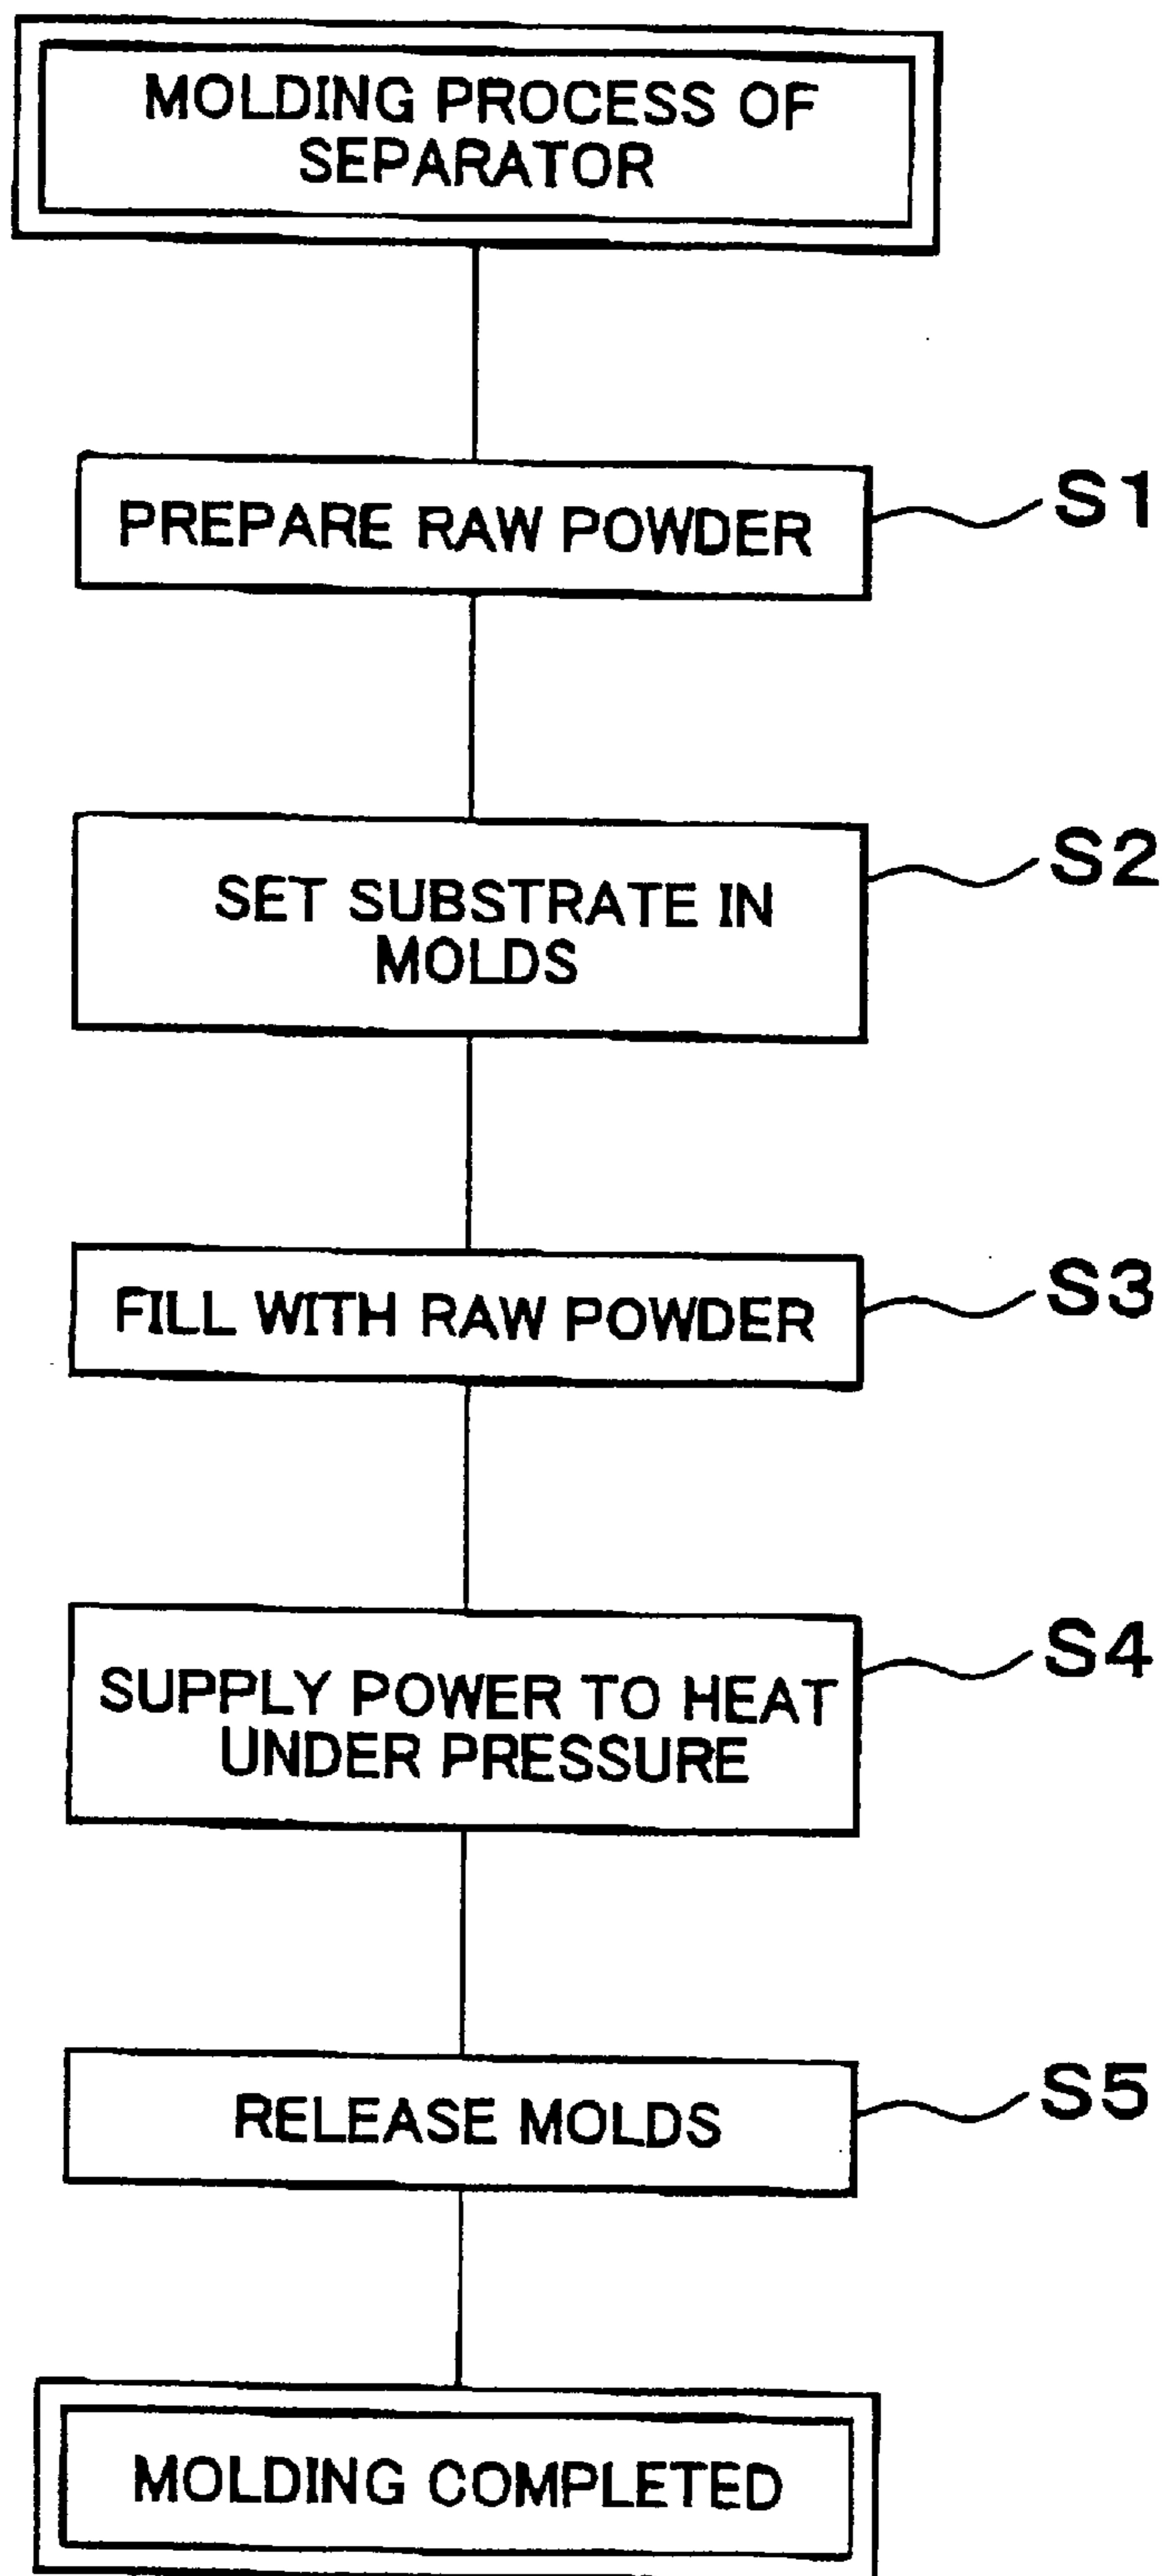 MOLDING PROCESS OF
SEPARATOR
PREPARE RAW POWDER
S1
SET SUBSTRATE IN
MOLDS
S2
FILL WITH RAW POWDER
S3
SUPPLY POWER TO HEAT
UNDER PRESSURE
S4
RELEASE MOLDS
S5
MOLDING COMPLETED